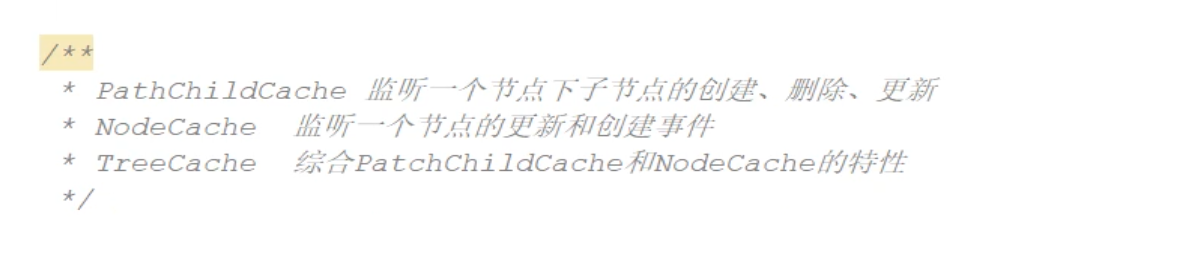 /**
* PathChildCache 监听一个节点下子节点的创建、删除、更新
* NodeCache 监听一个节点的更新和创建事件
* TreeCache 综合PatchChildCache和NodeCache的特性
*/